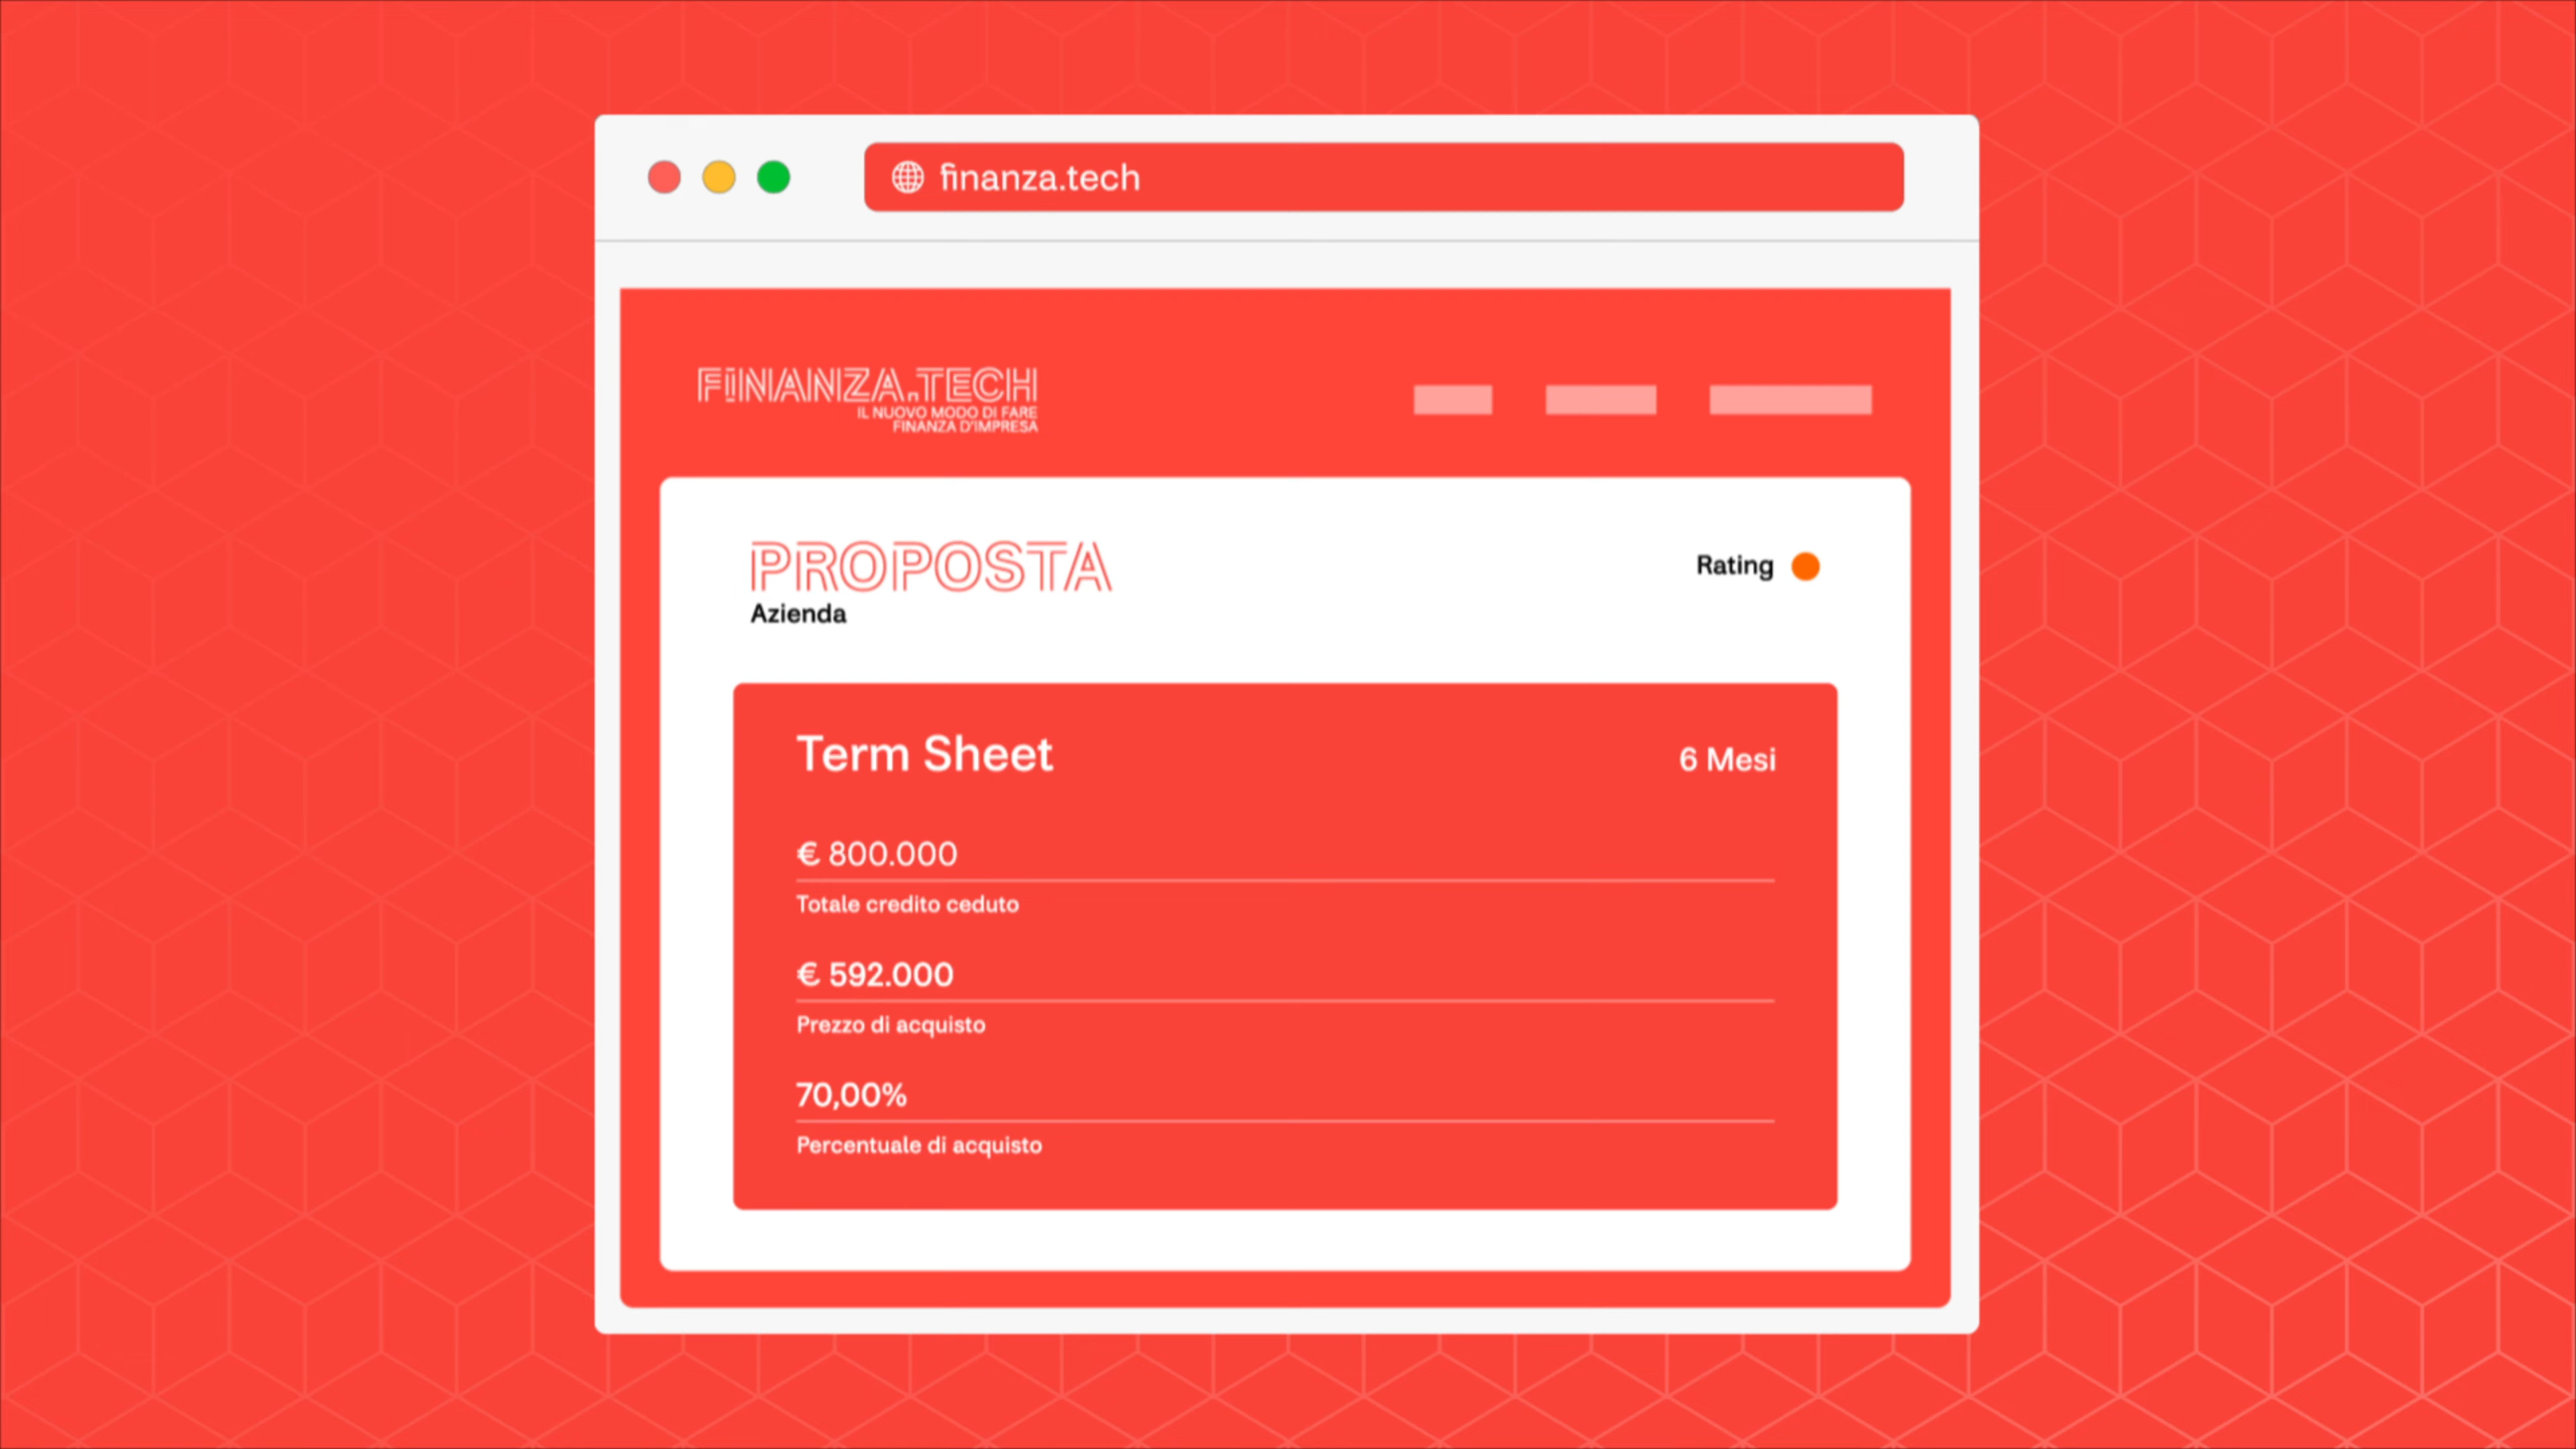 finanza.tech
FINANZA.TECH
IL NUOVO MODO DI FARE
FINANZA D'IMPRESA
PROPOSTA
Rating
Azienda
Term Sheet
6 Mesi
€ 800.000
Totale credito ceduto
€ 592.000
Prezzo di acquisto
70,00%
Percentuale di acquisto